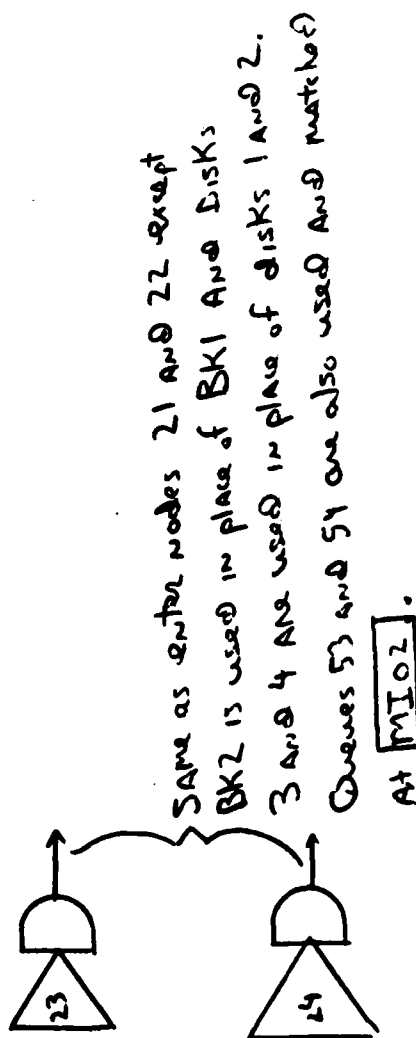 23
24
Same as enter nodes 21 and 22 except
BK2 is used in place of BK1 and disks
3 and 4 are used in place of disks 1 and 2.
Queues 53 and 54 are also used and matched
At MIO2.